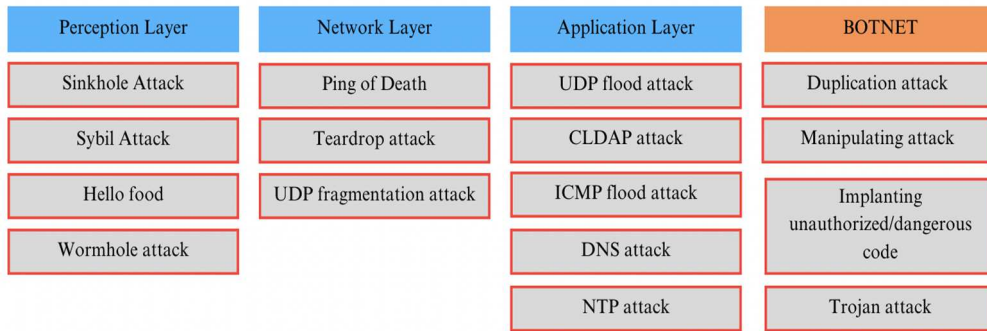 Perception Layer
Sinkhole Attack
Sybil Attack
Hello food
Wormhole attack
Network Layer
Ping of Death
Teardrop attack
UDP fragmentation attack
Application Layer
UDP flood attack
CLDAP attack
ICMP flood attack
DNS attack
NTP attack
BOTNET
Duplication attack
Manipulating attack
Implanting
unauthorized/dangerous
code
Trojan attack